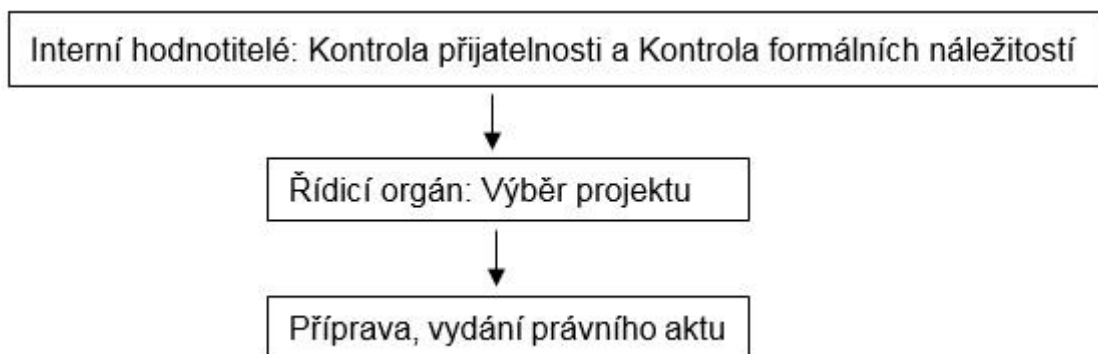 Interní hodnotitelé: Kontrola přijatelnosti a Kontrola formálních náležitostí
Řídicí orgán: Výběr projektu
Příprava, vydání právního aktu